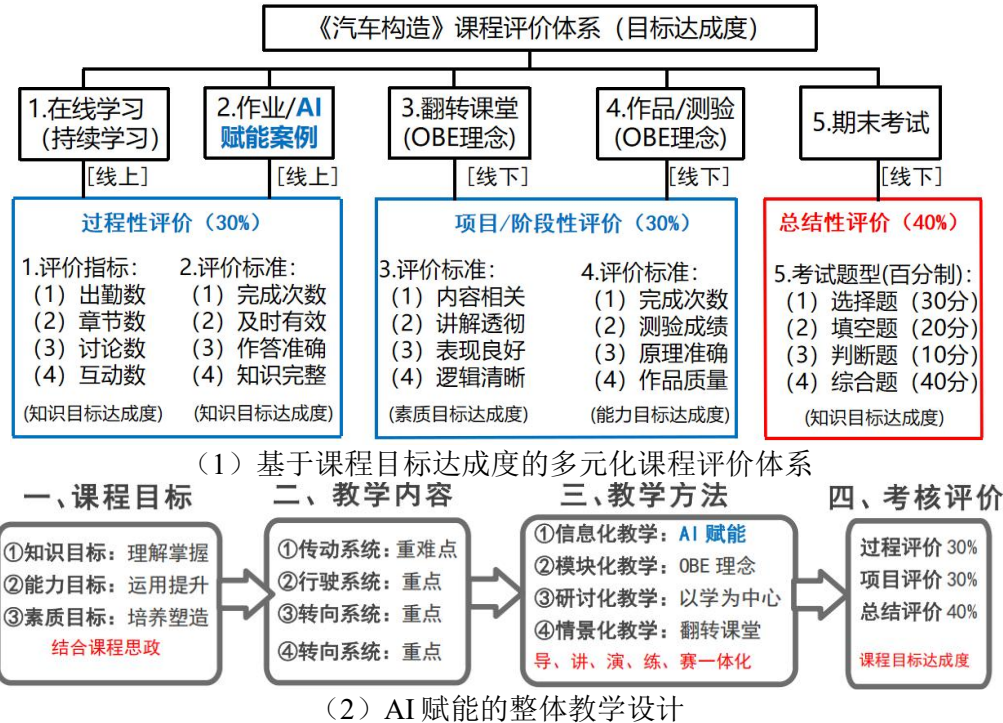 《汽车构造》课程评价体系（目标达成度）
1.在线学习
(持续学习)
2.作业/AI
赋能案例
3.翻转课堂
(OBE理念)
4.作品/测验
(OBE理念)
5.期末考试
[线上]
[线上]
[线下]
[线下]
[线下]
过程性评价（30%）
1.评价指标：
（1）出勤数
（2）章节数
（3）讨论数
（4）互动数
(知识目标达成度)
2.评价标准：
（1）完成次数
（2）及时有效
（3）作答准确
（4）知识完整
(知识目标达成度)
项目/阶段性评价（30%）
3.评价标准：
（1）内容相关
（2）讲解透彻
（3）表现良好
（4）逻辑清晰
(素质目标达成度)
4.评价标准：
（1）完成次数
（2）测验成绩
（3）原理准确
（4）作品质量
(能力目标达成度)
总结性评价（40%）
5.考试题型(百分制)：
（1）选择题（30分）
（2）填空题（20分）
（3）判断题（10分）
（4）综合题（40分）
(知识目标达成度)
（1）基于课程目标达成度的多元化课程评价体系
一、课程目标
①知识目标：理解掌握
②能力目标：运用提升
③素质目标：培养塑造
结合课程思政
二、教学内容
①传动系统：重难点
②行驶系统：重点
③转向系统：重点
④转向系统：重点
三、教学方法
①信息化教学：AI 赋能
②模块化教学：OBE 理念
③研讨化教学：以学为中心
④情景化教学：翻转课堂
导、讲、演、练、赛一体化
四、考核评价
过程评价 30%
项目评价 30%
总结评价 40%
课程目标达成度
（2）AI 赋能的整体教学设计